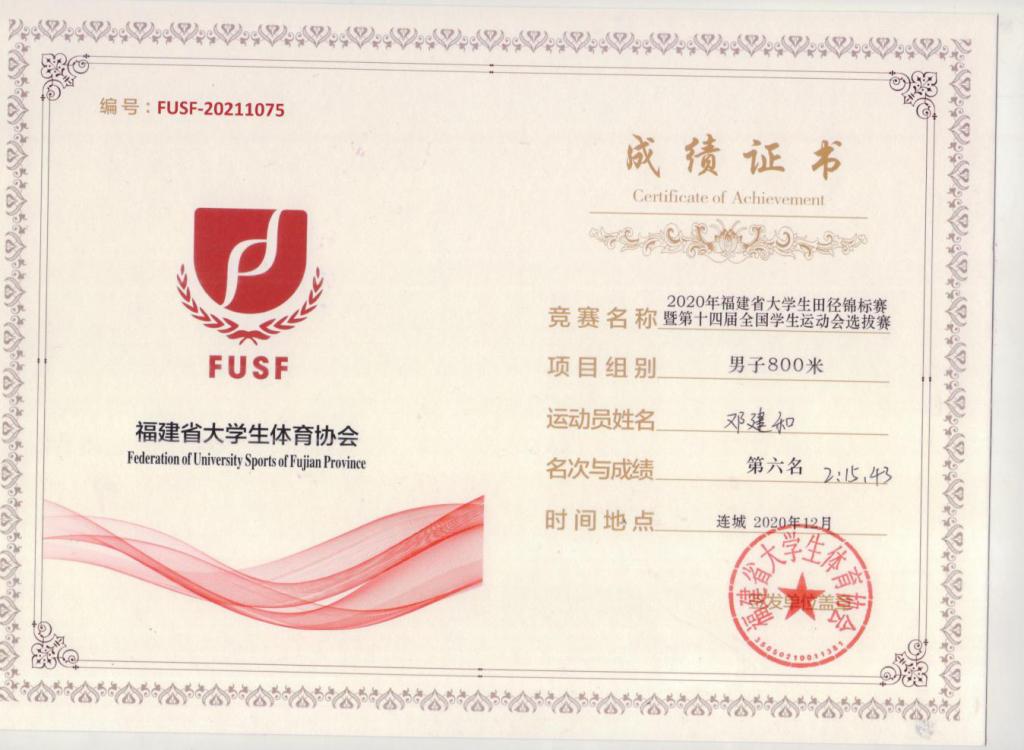 编号：FUSF-20211075
FUSF
福建省大学生体育协会
Federation of University Sports of Fujian Province
成绩证书
Certificate of Achievement
竞赛名称 2020年福建省大学生田径锦标赛
暨第十四届全国学生运动会选拔赛
项目组别 男子800米
运动员姓名 邓建和
名次与成绩 第六名 2:15.43
时间地点 连城 2020年12月
福建省大学生体育协会
发单位盖章